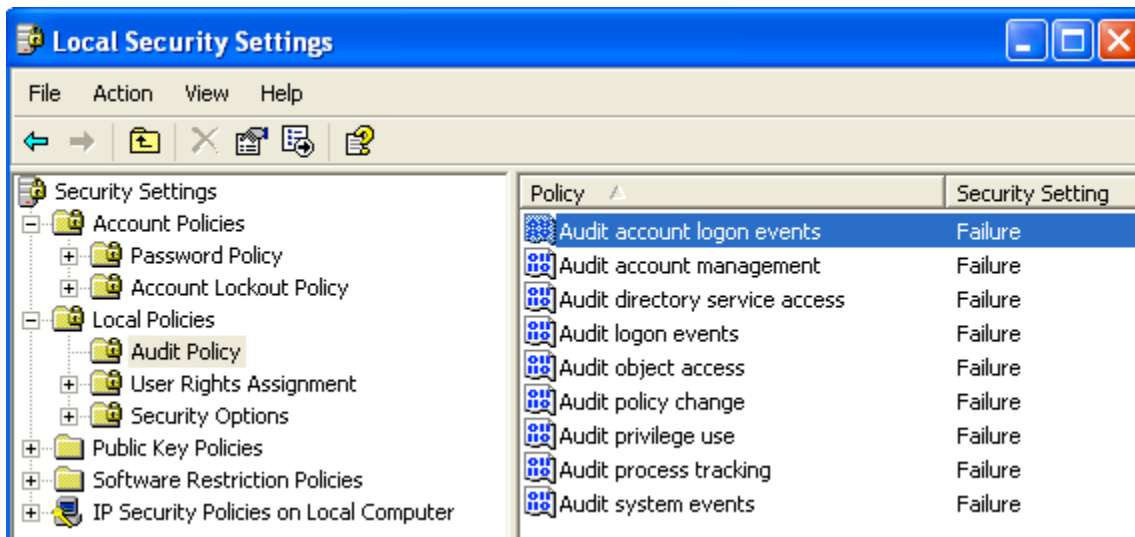 Local Security Settings
File Action View Help
Security Settings
Account Policies
Password Policy
Account Lockout Policy
Local Policies
Audit Policy
User Rights Assignment
Security Options
Public Key Policies
Software Restriction Policies
IP Security Policies on Local Computer
Policy Security Setting
Audit account logon events Failure
Audit account management Failure
Audit directory service access Failure
Audit logon events Failure
Audit object access Failure
Audit policy change Failure
Audit privilege use Failure
Audit process tracking Failure
Audit system events Failure